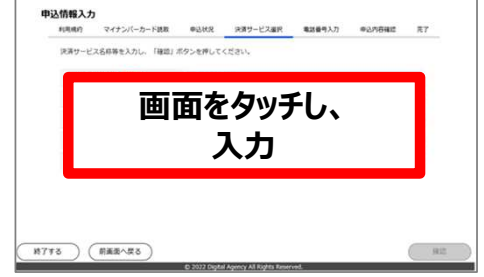 申込情報入力
利用規約 マイナンバーカード読取 申込状況 決済サービス選択 電話番号入力 申込内容確認 完了
決済サービス名称等を入力し、「確認」ボタンを押してください。
画面をタッチし、
入力
終了する 前画面へ戻る 確認
© 2022 Digital Agency All Rights Reserved.